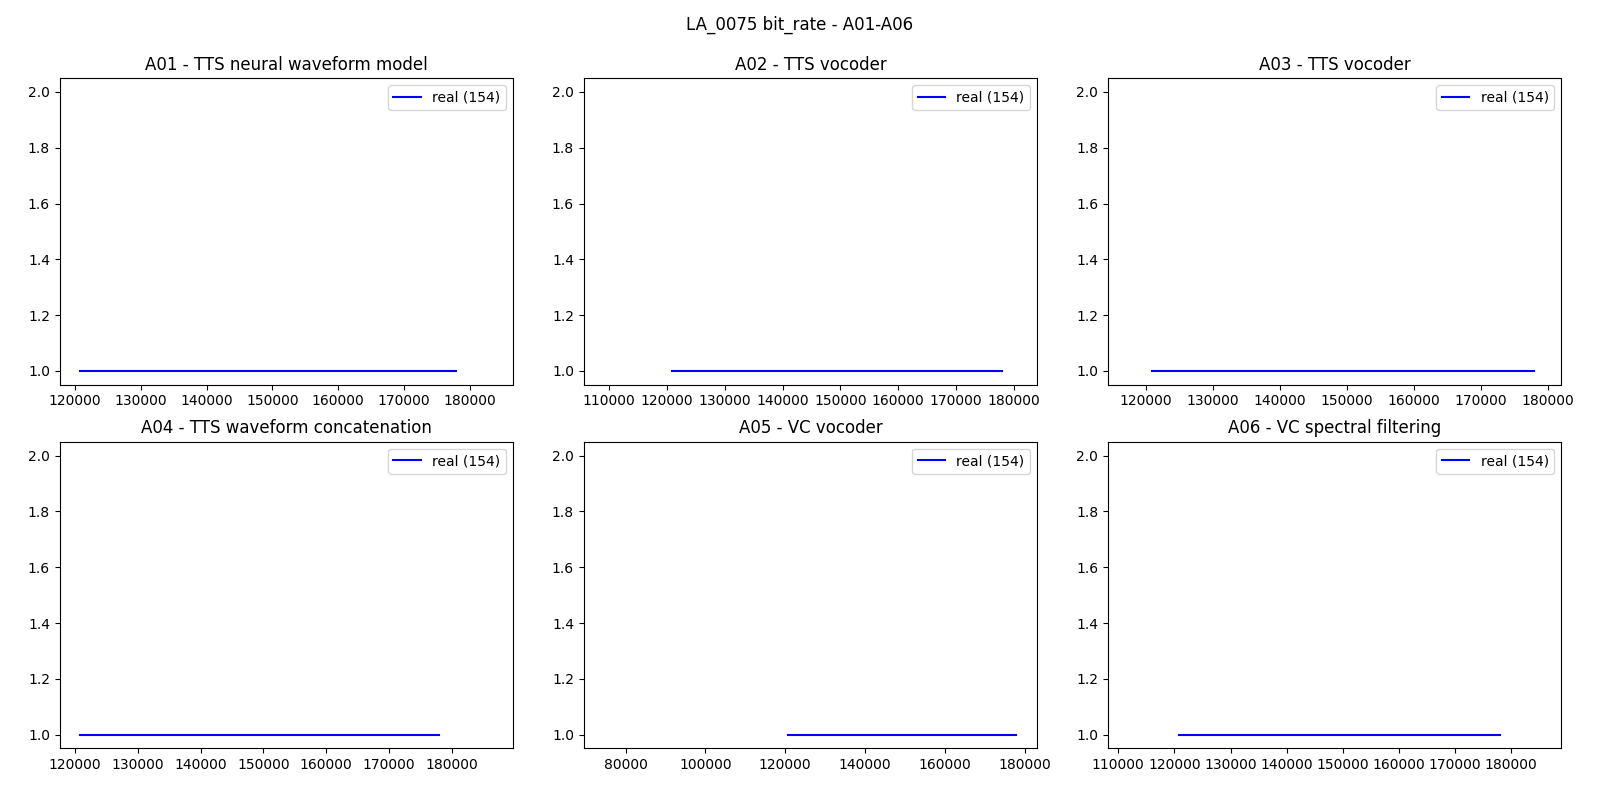 LA_0075 bit_rate - A01-A06
A01 - TTS neural waveform model
2.0
1.8
1.6
1.4
1.2
1.0
real (154)
120000 130000 140000 150000 160000 170000 180000
A02 - TTS vocoder
2.0
1.8
1.6
1.4
1.2
1.0
real (154)
110000 120000 130000 140000 150000 160000 170000 180000
A03 - TTS vocoder
2.0
1.8
1.6
1.4
1.2
1.0
real (154)
120000 130000 140000 150000 160000 170000 180000
A04 - TTS waveform concatenation
2.0
1.8
1.6
1.4
1.2
1.0
real (154)
120000 130000 140000 150000 160000 170000 180000
A05 - VC vocoder
2.0
1.8
1.6
1.4
1.2
1.0
real (154)
80000 100000 120000 140000 160000 180000
A06 - VC spectral filtering
2.0
1.8
1.6
1.4
1.2
1.0
real (154)
110000 120000 130000 140000 150000 160000 170000 180000